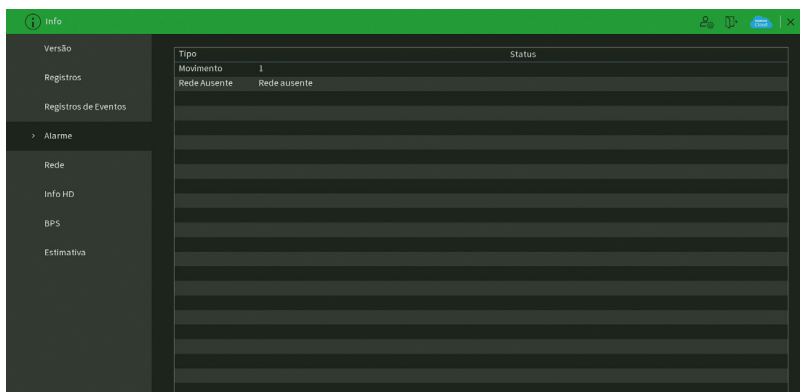 Info
Versão
Registros
Registros de Eventos
> Alarme
Rede
Info HD
BPS
Estimativa
Tipo Status
Movimento 1
Rede Ausente Rede ausente